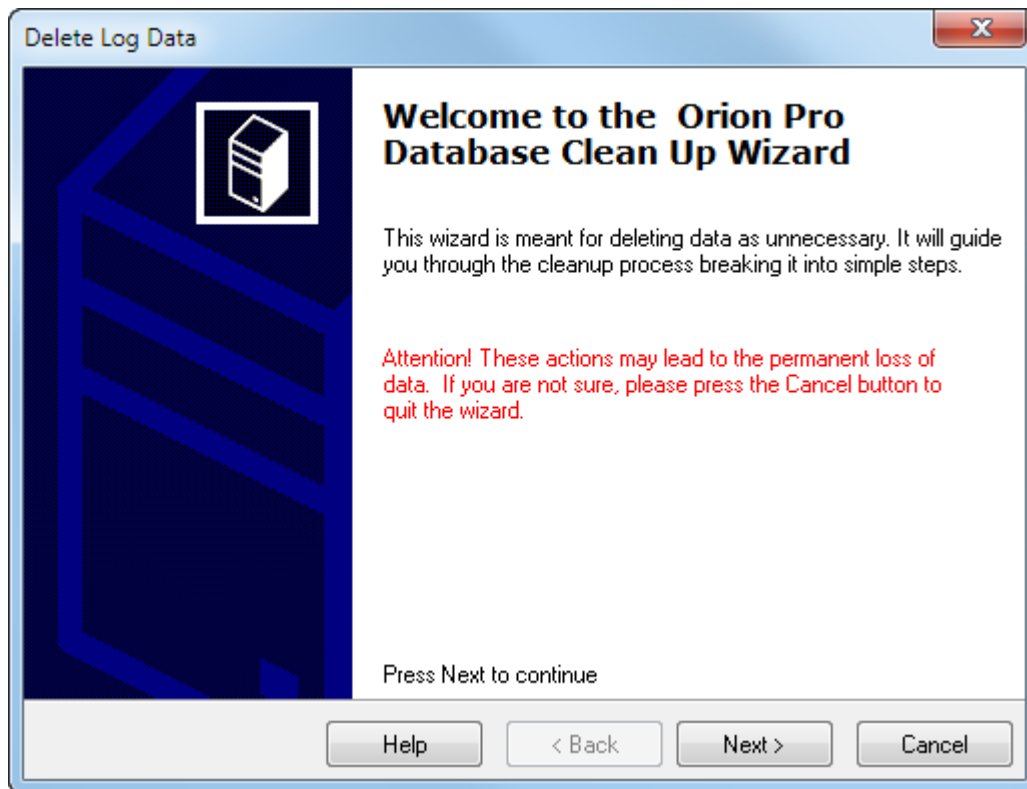 Delete Log Data
Welcome to the  Orion Pro
Database Clean Up Wizard
This wizard is meant for deleting data as unnecessary. It will guide
you through the cleanup process breaking it into simple steps.
Attention! These actions may lead to the permanent loss of
data.  If you are not sure, please press the Cancel button to
quit the wizard.
Press Next to continue
Help
< Back
Next >
Cancel